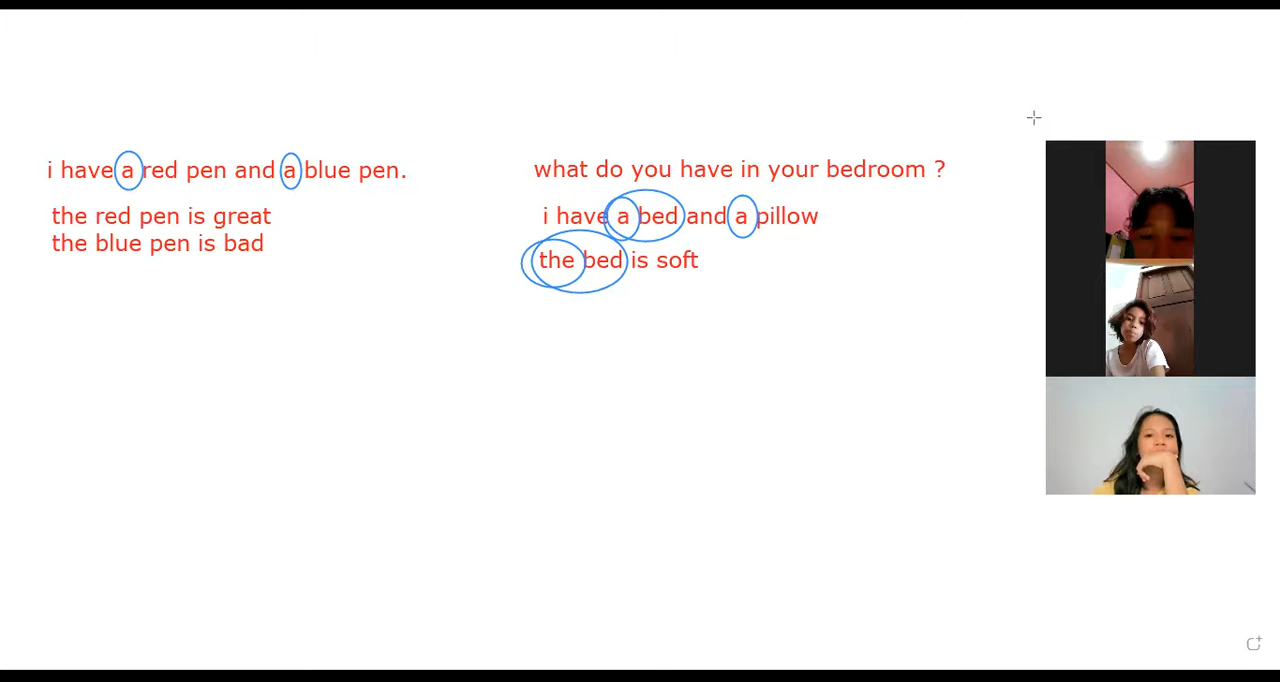 i have a red pen and a blue pen.
the red pen is great
the blue pen is bad
what do you have in your bedroom ?
i have a bed and a pillow
the bed is soft